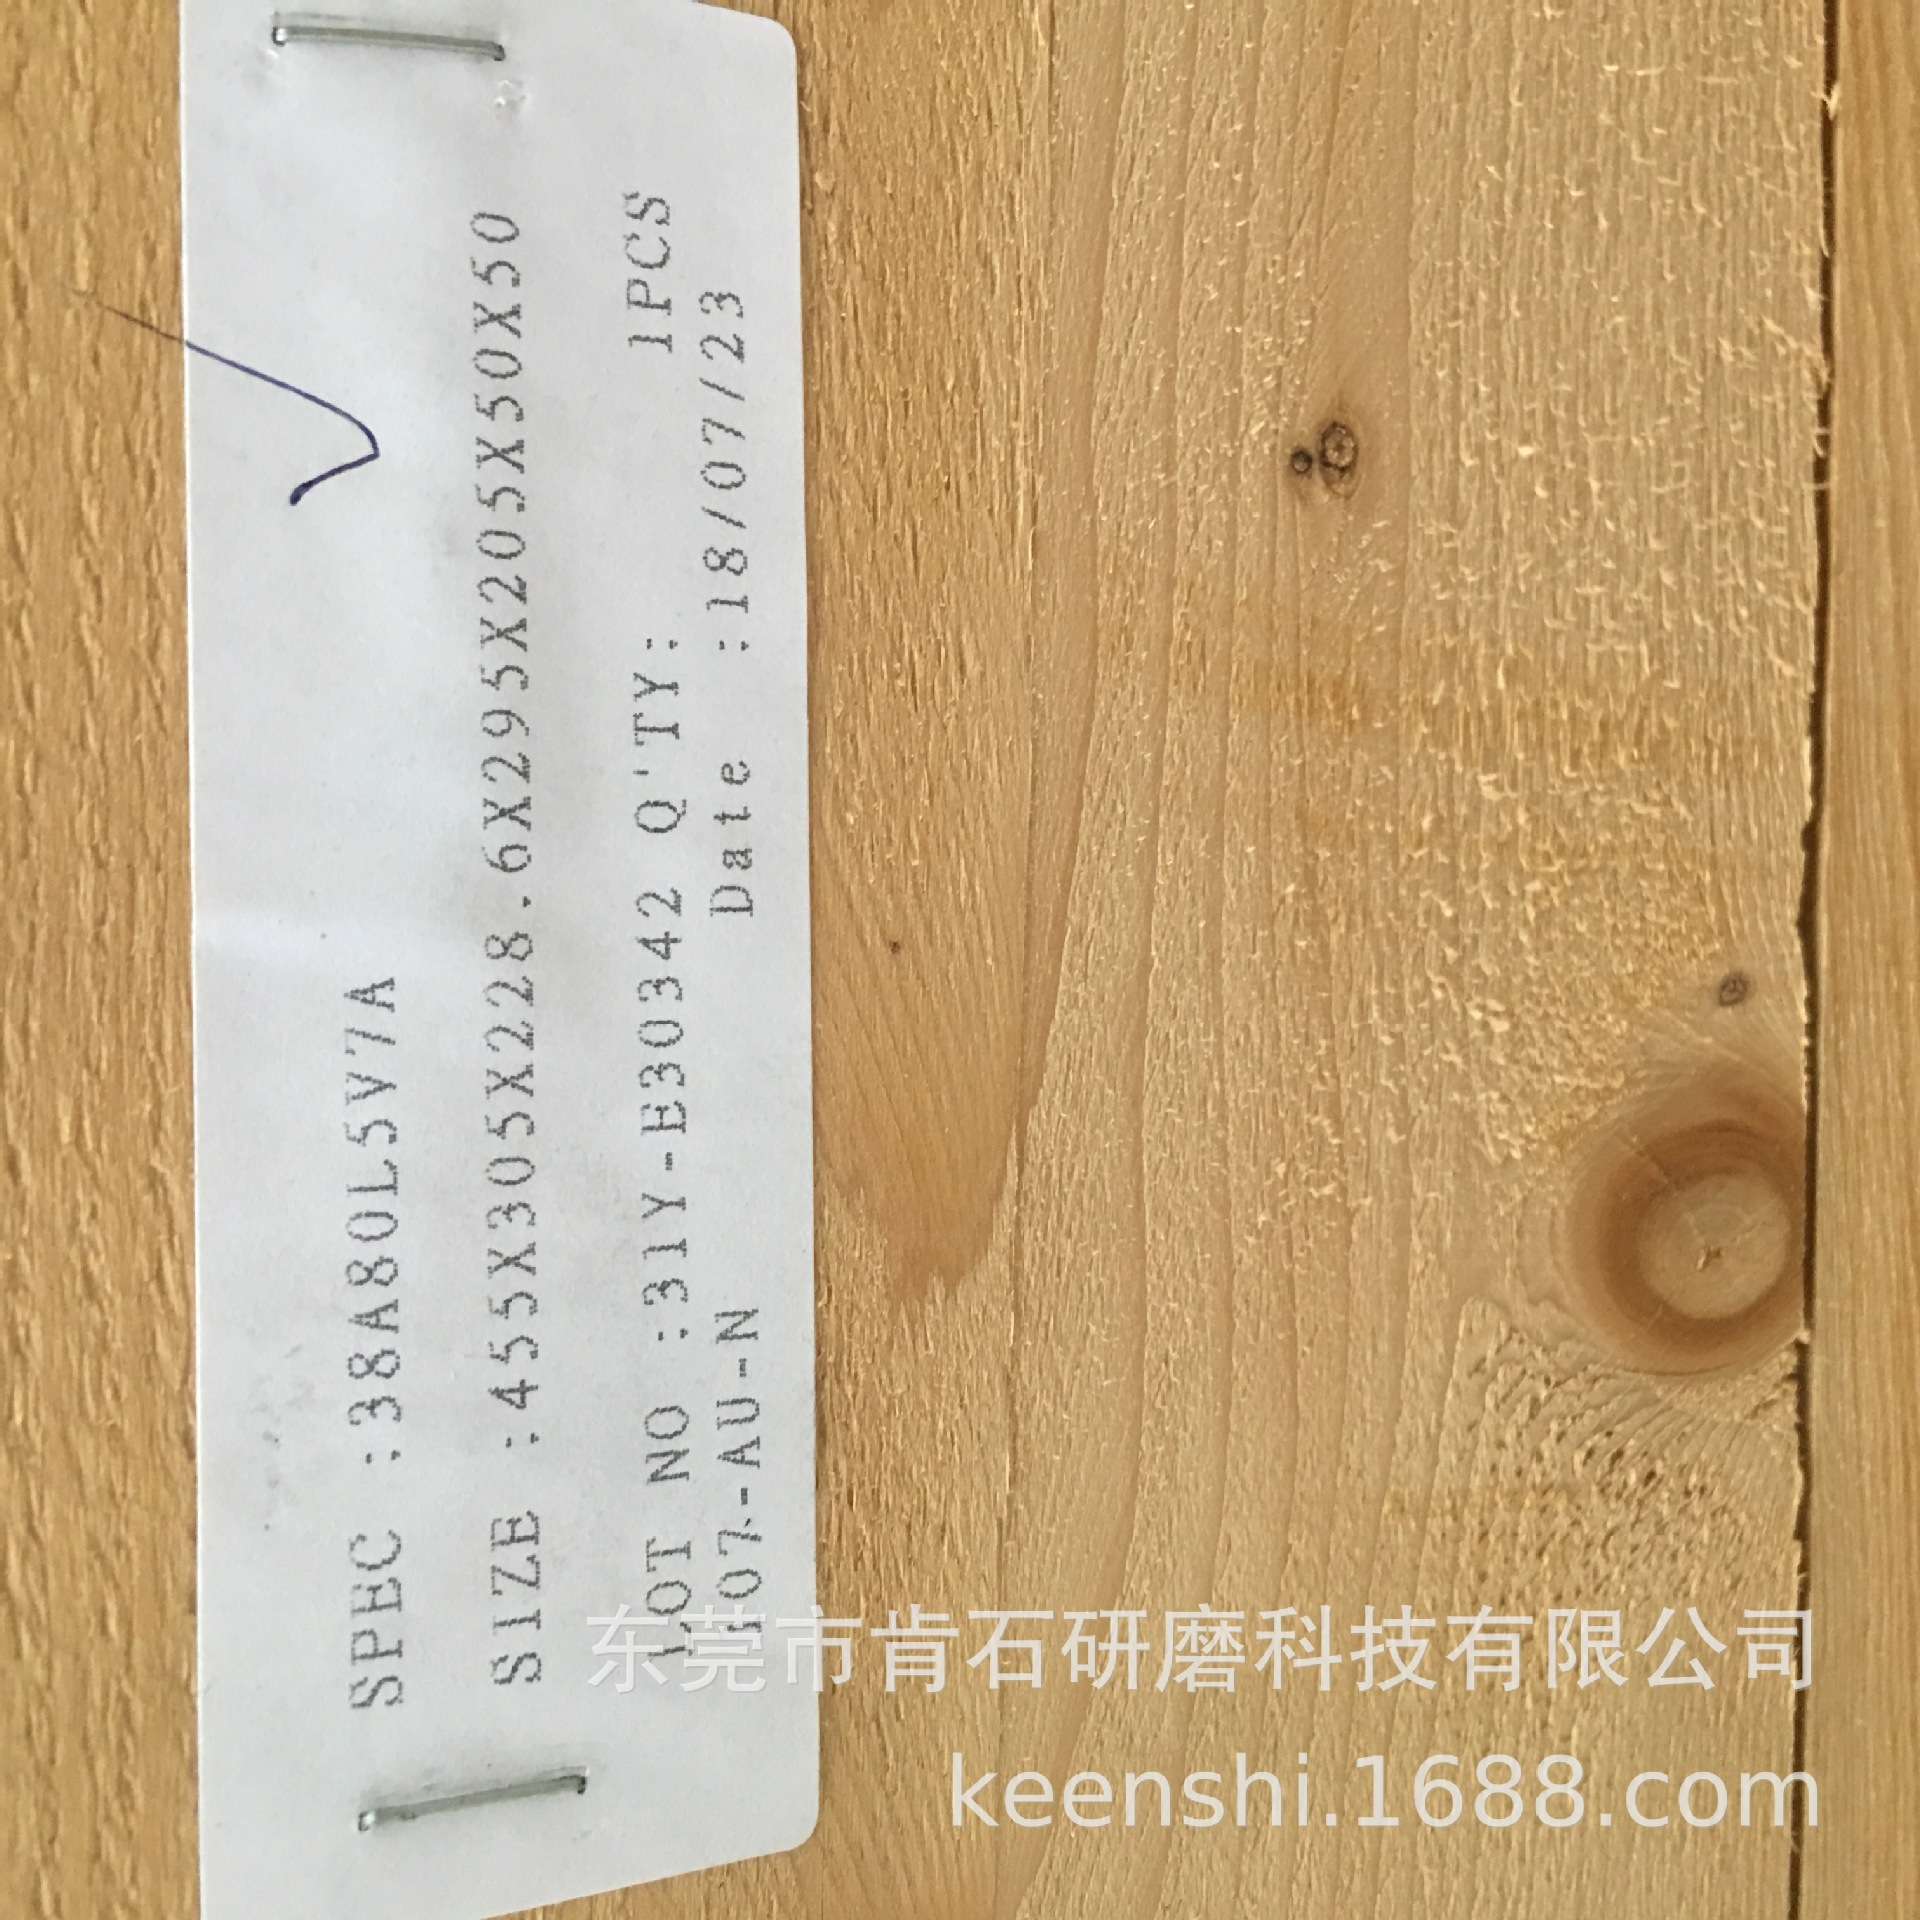 SPEC :38A80L5V7A
SIZE :455X305X228.6X295X205X50X50
LOT NO :31Y-E30342 Q'TY: 1PCS
07-AU-N Date :18/07/23
东莞市肯石研磨科技有限公司
keenshi.1688.com